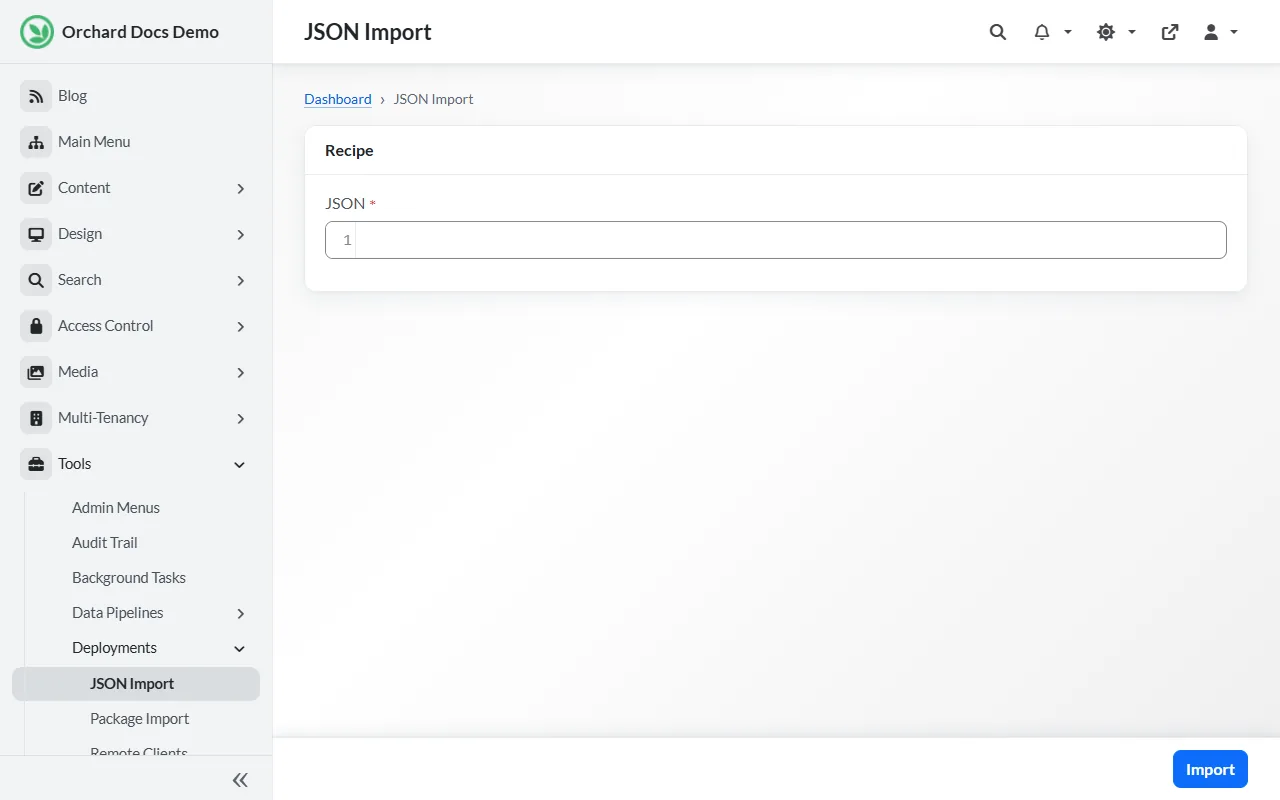 Orchard Docs Demo
JSON Import
Blog
Main Menu
Content
Design
Search
Access Control
Media
Multi-Tenancy
Tools
Admin Menus
Audit Trail
Background Tasks
Data Pipelines
Deployments
JSON Import
Package Import
Remote Clients
Dashboard › JSON Import
Recipe
JSON *
1
Import